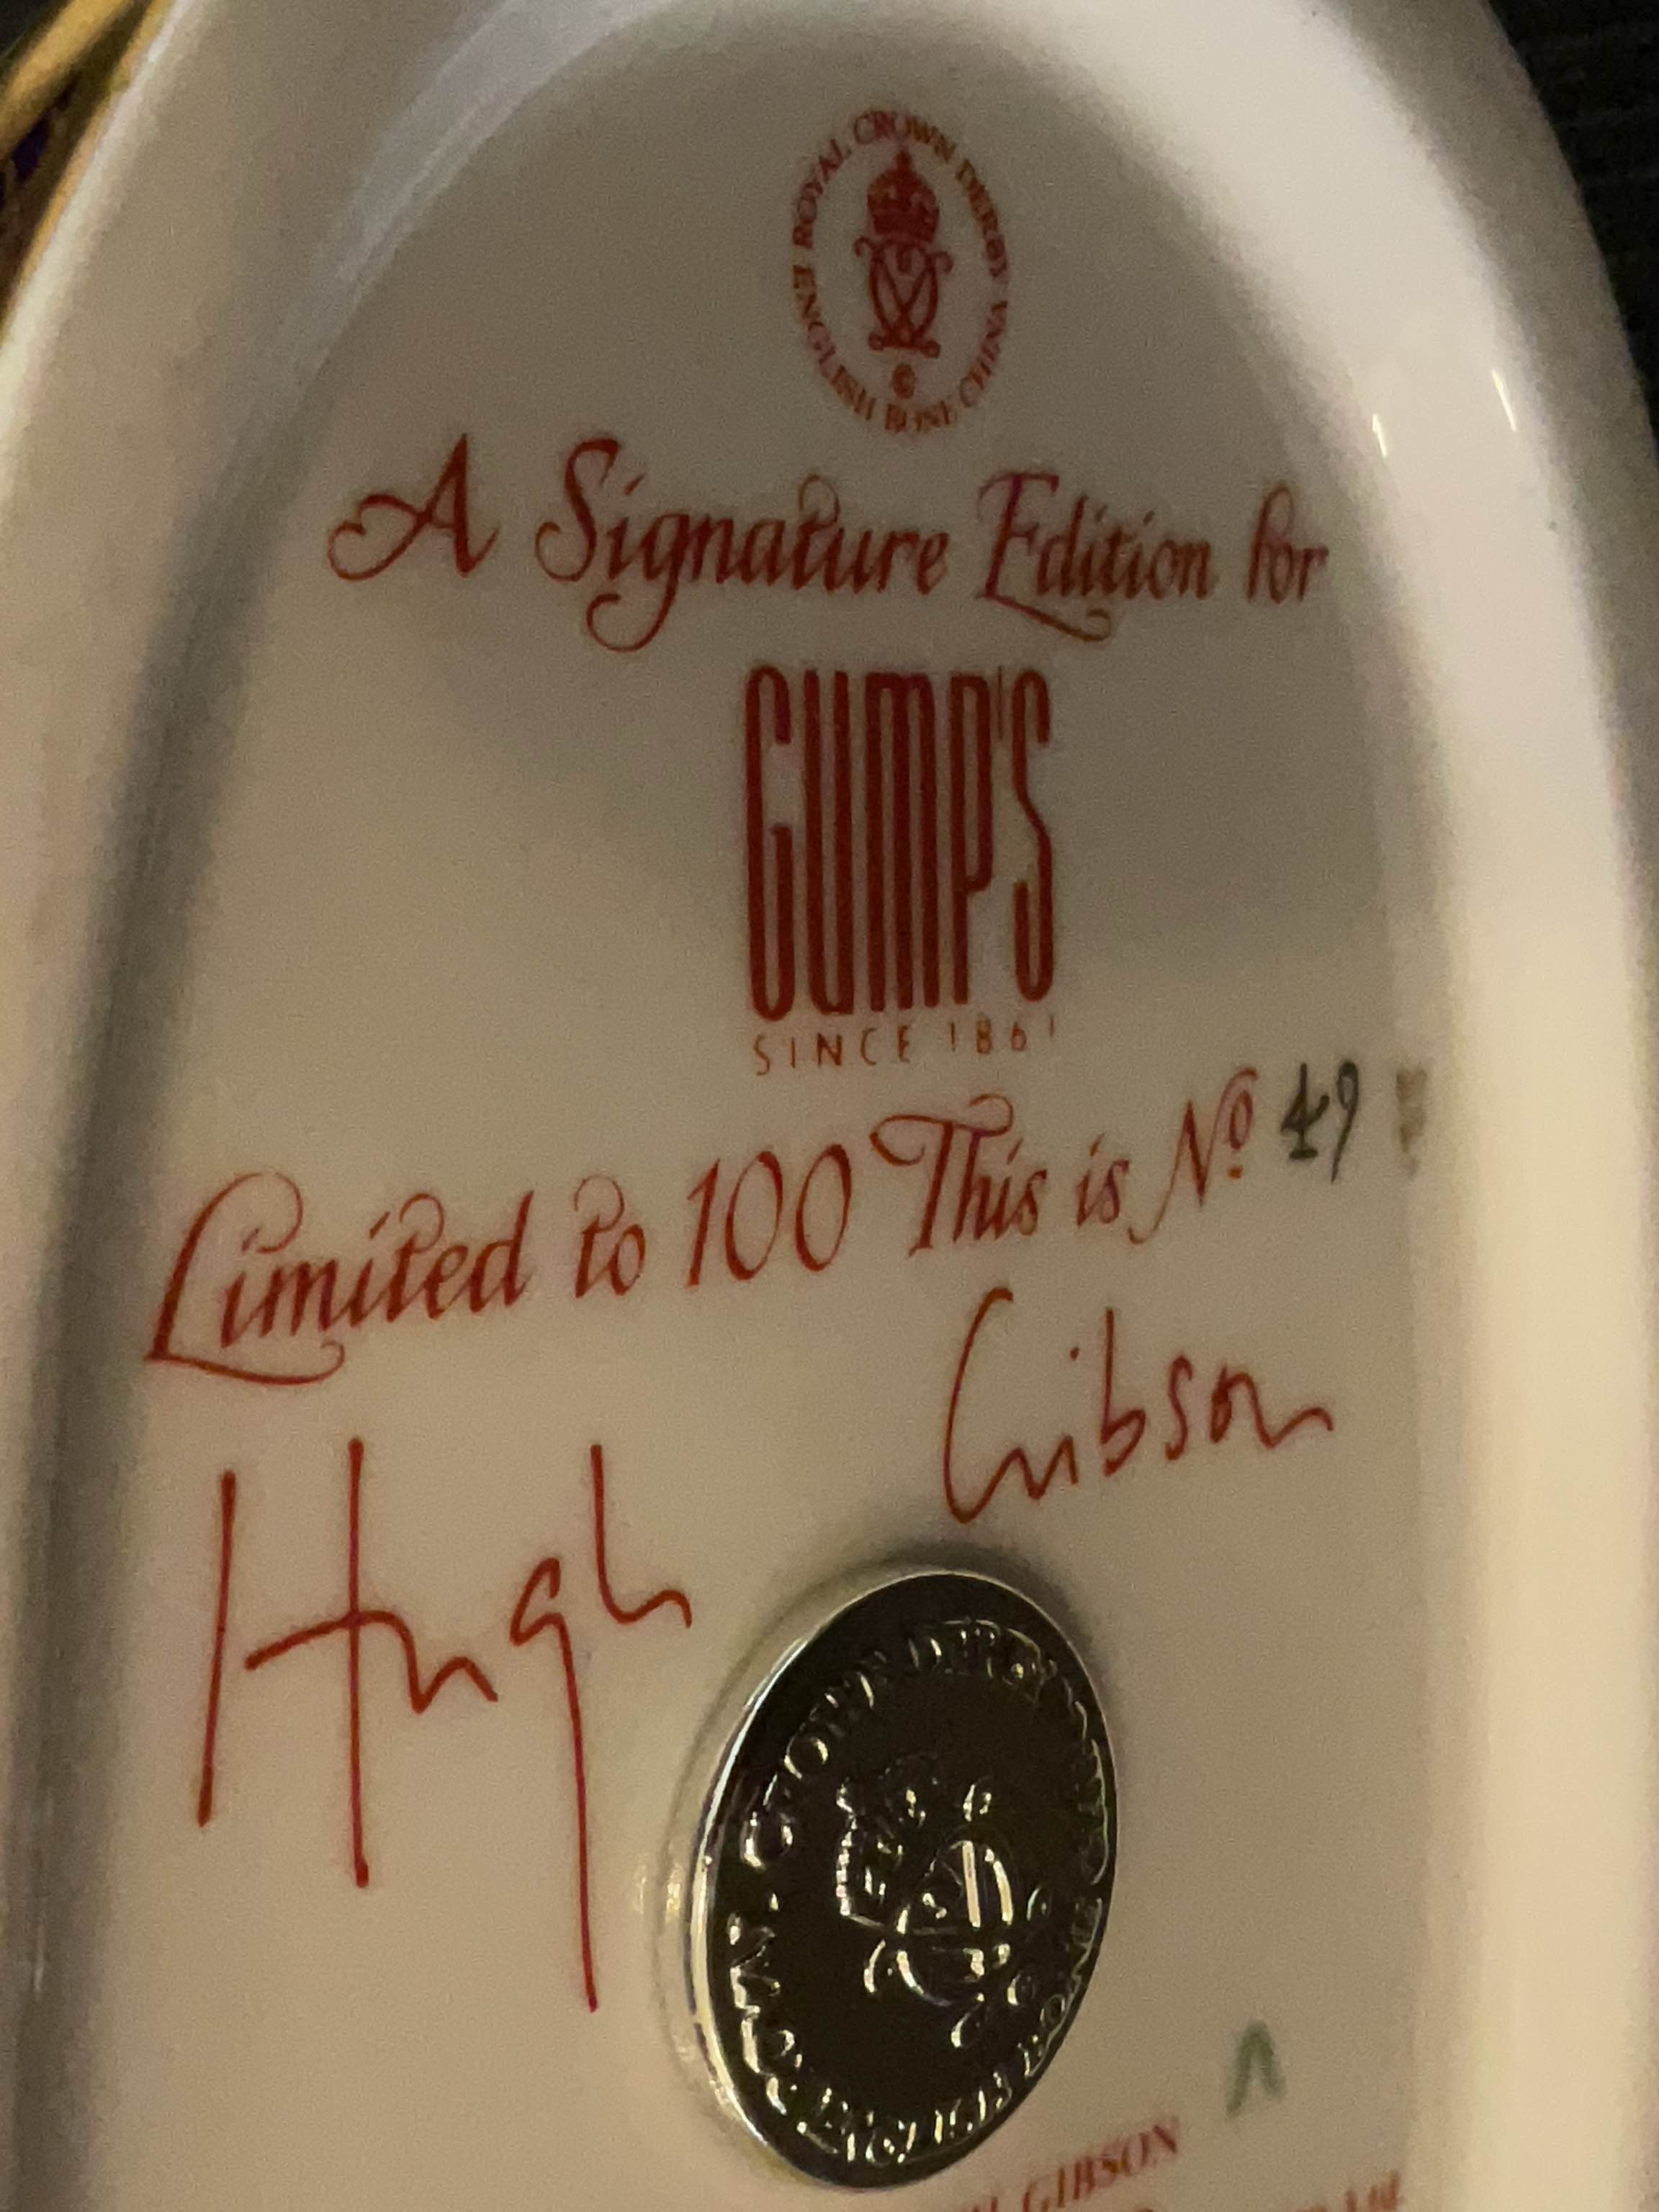 ROYAL CROWN DERBY
ENGLISH BONE CHINA
©
A Signature Edition for
GUMP'S
SINCE 1861
Limited to 100 This is Nº 49
Hugh Gibson
GIBSON